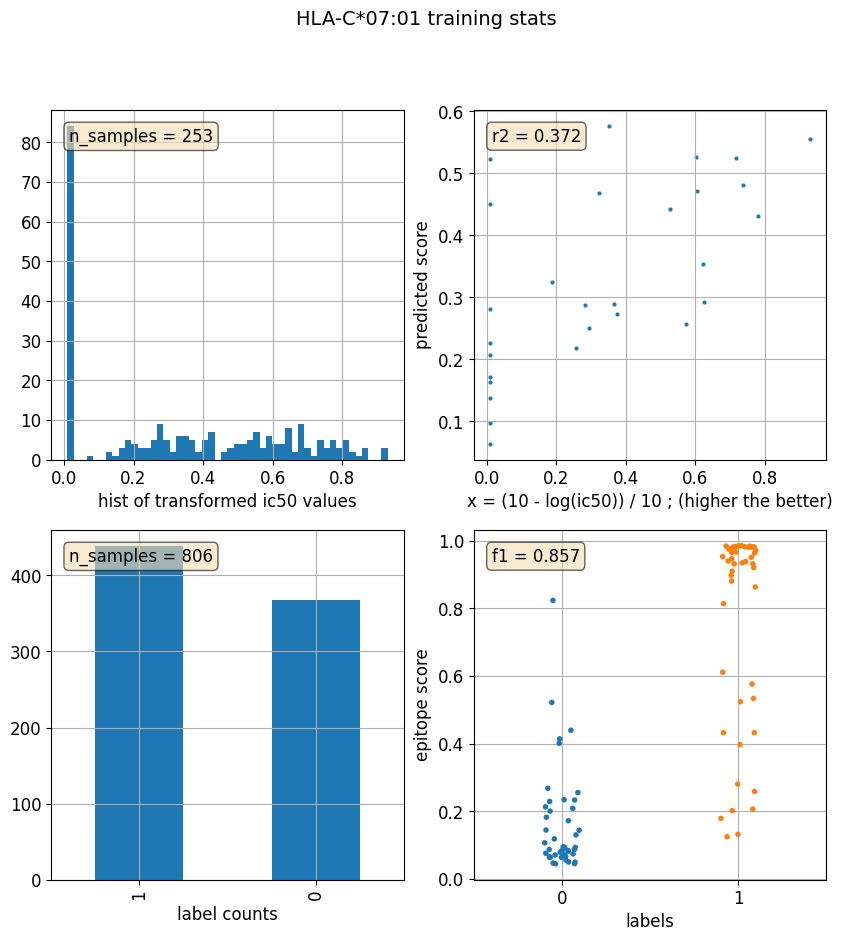 HLA-C*07:01 training stats
n_samples = 253
80
70
60
50
40
30
20
10
0
0.0 0.2 0.4 0.6 0.8
hist of transformed ic50 values
r2 = 0.372
predicted score
0.6
0.5
0.4
0.3
0.2
0.1
0.0 0.2 0.4 0.6 0.8
x = (10 - log(ic50)) / 10 ; (higher the better)
n_samples = 806
400
300
200
100
0
1 0
label counts
f1 = 0.857
epitope score
1.0
0.8
0.6
0.4
0.2
0.0
0 1
labels